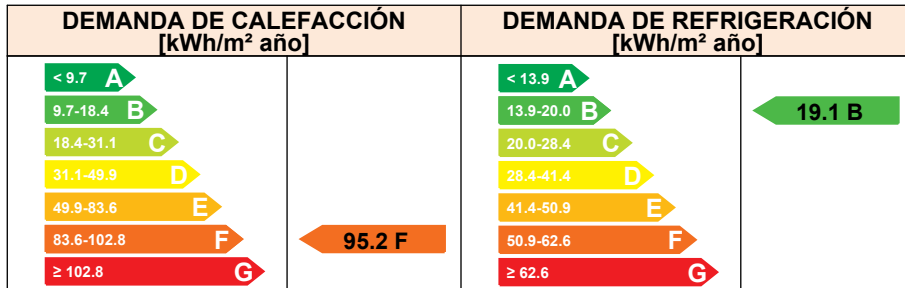 DEMANDA DE CALEFACCIÓN
[kWh/m² año]
< 9.7 A
9.7-18.4 B
18.4-31.1 C
31.1-49.9 D
49.9-83.6 E
83.6-102.8 F
≥ 102.8 G
95.2 F
DEMANDA DE REFRIGERACIÓN
[kWh/m² año]
< 13.9 A
13.9-20.0 B
20.0-28.4 C
28.4-41.4 D
41.4-50.9 E
50.9-62.6 F
≥ 62.6 G
19.1 B